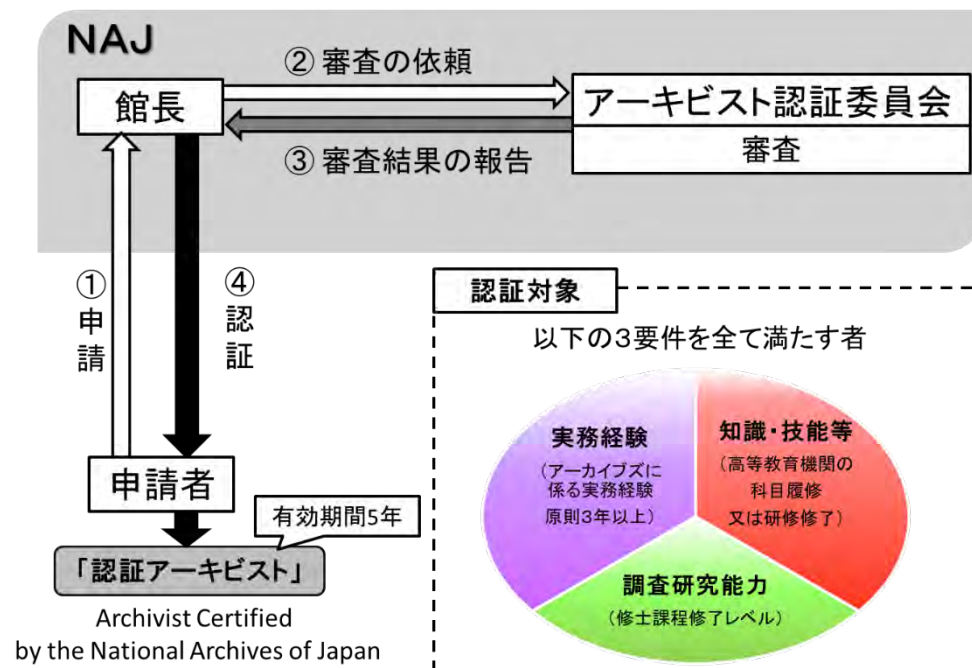 NAJ
② 審査の依頼
館長
アーキビスト認証委員会
審査
③ 審査結果の報告
①申請
④認証
申請者
有効期間5年
「認証アーキビスト」
Archivist Certified
by the National Archives of Japan
認証対象
以下の3要件を全て満たす者
実務経験
(アーカイブズに
係る実務経験
原則3年以上)
知識・技能等
(高等教育機関の
科目履修
又は研修修了)
調査研究能力
(修士課程修了レベル)